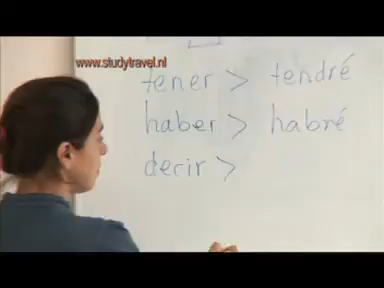 www.studytravel.nl
tener > tendré
haber > habré
decir >